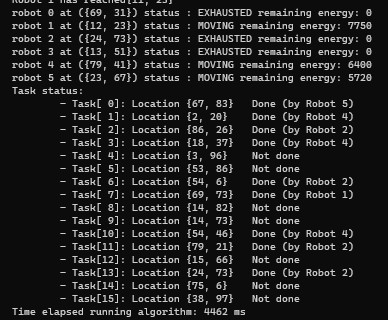 Robot 1 has reached{11, 23}
robot 0 at ({69, 31}) status : EXHAUSTED remaining energy: 0
robot 1 at ({12, 23}) status : MOVING remaining energy: 7750
robot 2 at ({24, 73}) status : EXHAUSTED remaining energy: 0
robot 3 at ({13, 51}) status : EXHAUSTED remaining energy: 0
robot 4 at ({79, 41}) status : MOVING remaining energy: 6400
robot 5 at ({23, 67}) status : MOVING remaining energy: 5720
Task status:
- Task[ 0]: Location {67, 83} Done (by Robot 5)
- Task[ 1]: Location {2, 20} Done (by Robot 4)
- Task[ 2]: Location {86, 26} Done (by Robot 2)
- Task[ 3]: Location {18, 37} Done (by Robot 4)
- Task[ 4]: Location {3, 96} Not done
- Task[ 5]: Location {53, 86} Not done
- Task[ 6]: Location {54, 6} Done (by Robot 2)
- Task[ 7]: Location {69, 73} Done (by Robot 1)
- Task[ 8]: Location {14, 82} Not done
- Task[ 9]: Location {14, 73} Not done
- Task[10]: Location {54, 46} Done (by Robot 4)
- Task[11]: Location {79, 21} Done (by Robot 2)
- Task[12]: Location {15, 66} Not done
- Task[13]: Location {24, 73} Done (by Robot 2)
- Task[14]: Location {75, 6} Not done
- Task[15]: Location {38, 97} Not done
Time elapsed running algorithm: 4462 ms